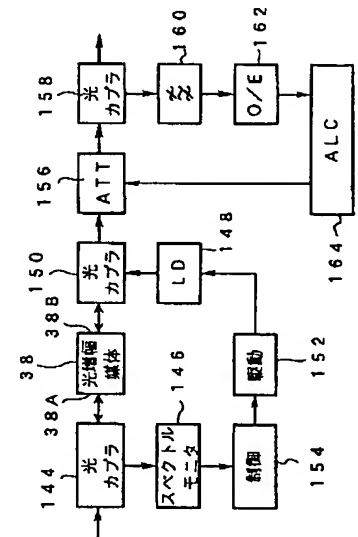 144
光
カプラ
38A
38
光増幅
媒体
38B
150
光
カプラ
156
ATT
158
光
カプラ
146
スペクトル
モニタ
LD
148
160
O/E
162
154
制御
152
駆動
164
ALC